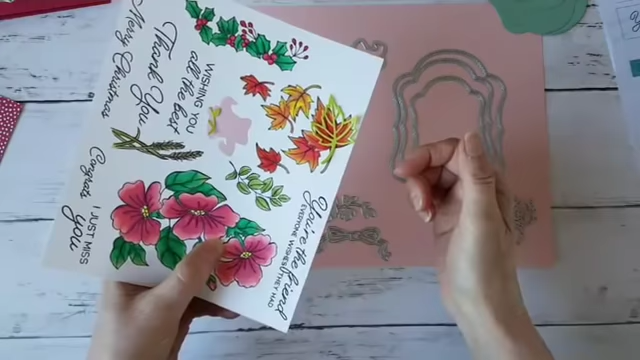 Merry Christmas
Thank You
all the best
WISHING YOU
Congrats
I JUST MISS
you
You're the friend
EVERYONE WISHES THEY HAD